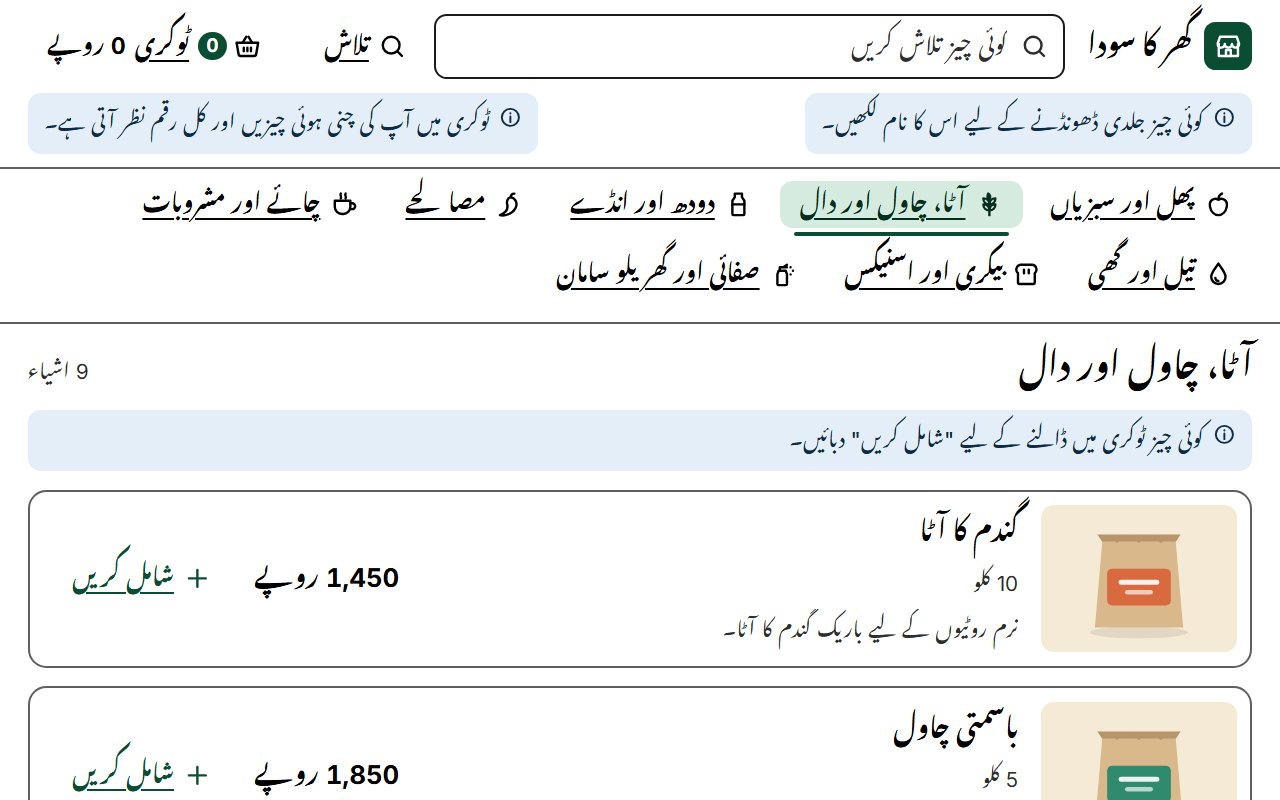 گھر کا سودا
کوئی چیز تلاش کریں
تلاش
0 ٹوکری 0 روپے
کوئی چیز جلدی ڈھونڈنے کے لیے اس کا نام لکھیں۔
ٹوکری میں آپ کی چنی ہوئی چیزیں اور کل رقم نظر آتی ہے۔
پھل اور سبزیاں
آٹا، چاول اور دال
دودھ اور انڈے
مصالحے
چائے اور مشروبات
تیل اور گھی
بیکری اور اسنیکس
صفائی اور گھریلو سامان
آٹا، چاول اور دال
9 اشیاء
کوئی چیز ٹوکری میں ڈالنے کے لیے "شامل کریں" دبائیں۔
گندم کا آٹا
10 کلو
نرم روٹیوں کے لیے باریک گندم کا آٹا۔
1,450 روپے
شامل کریں
باسمتی چاول
5 کلو
1,850 روپے
شامل کریں